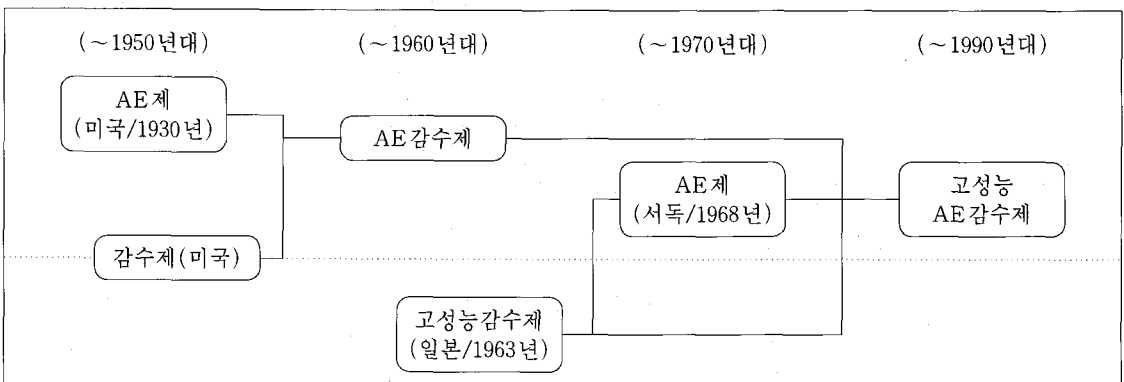 (~1950년대)
(~1960년대)
(~1970년대)
(~1990년대)
AE제
(미국/1930년)
AE감수제
AE제
(서독/1968년)
고성능
AE감수제
감수제(미국)
고성능감수제
(일본/1963년)